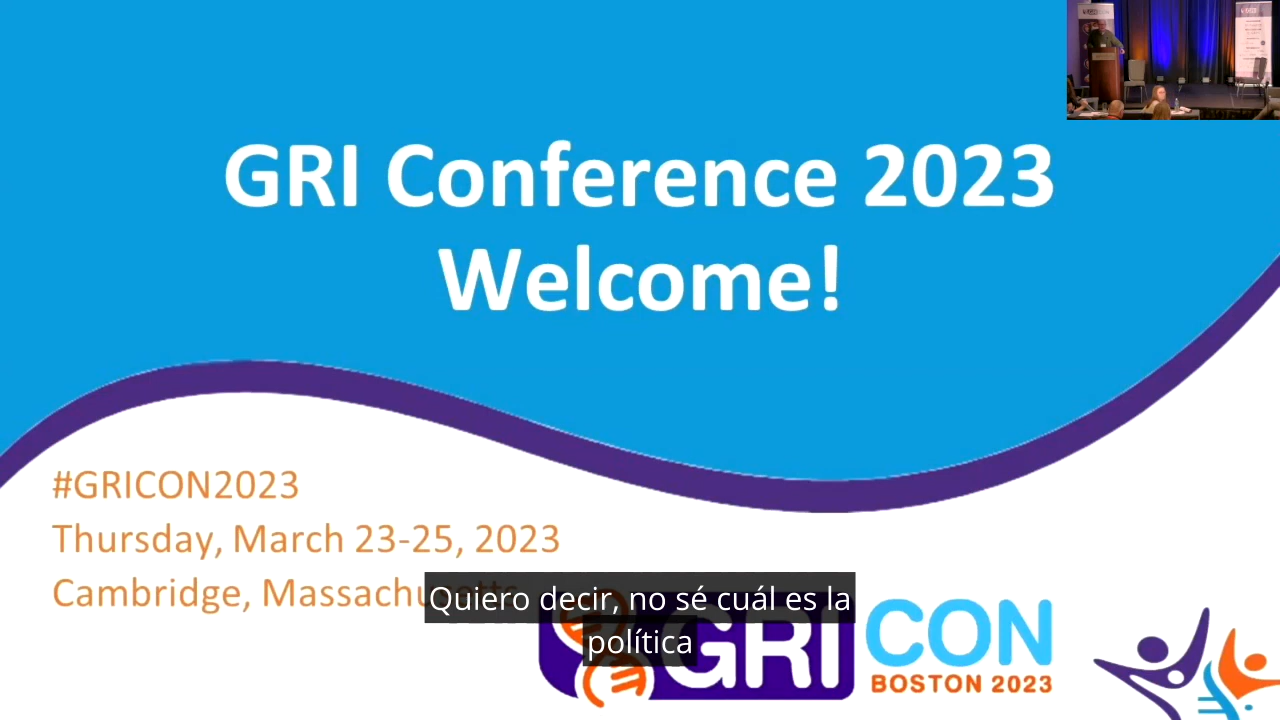 GRI Conference 2023
Welcome!
#GRICON2023
Thursday, March 23-25, 2023
Cambridge, Massachusetts
Quiero decir, no sé cuál es la
política
GRI CON
BOSTON 2023